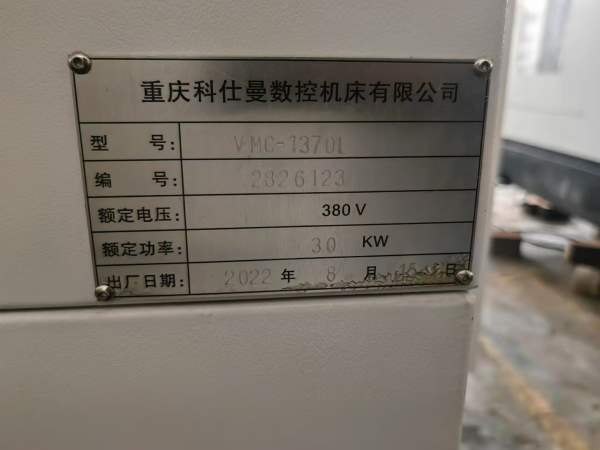 重庆科仕曼数控机床有限公司
型 号: VMC-1370L
编 号: 2826123
额定电压: 380 V
额定功率: 30 KW
出厂日期: 2022 年 8 月 日